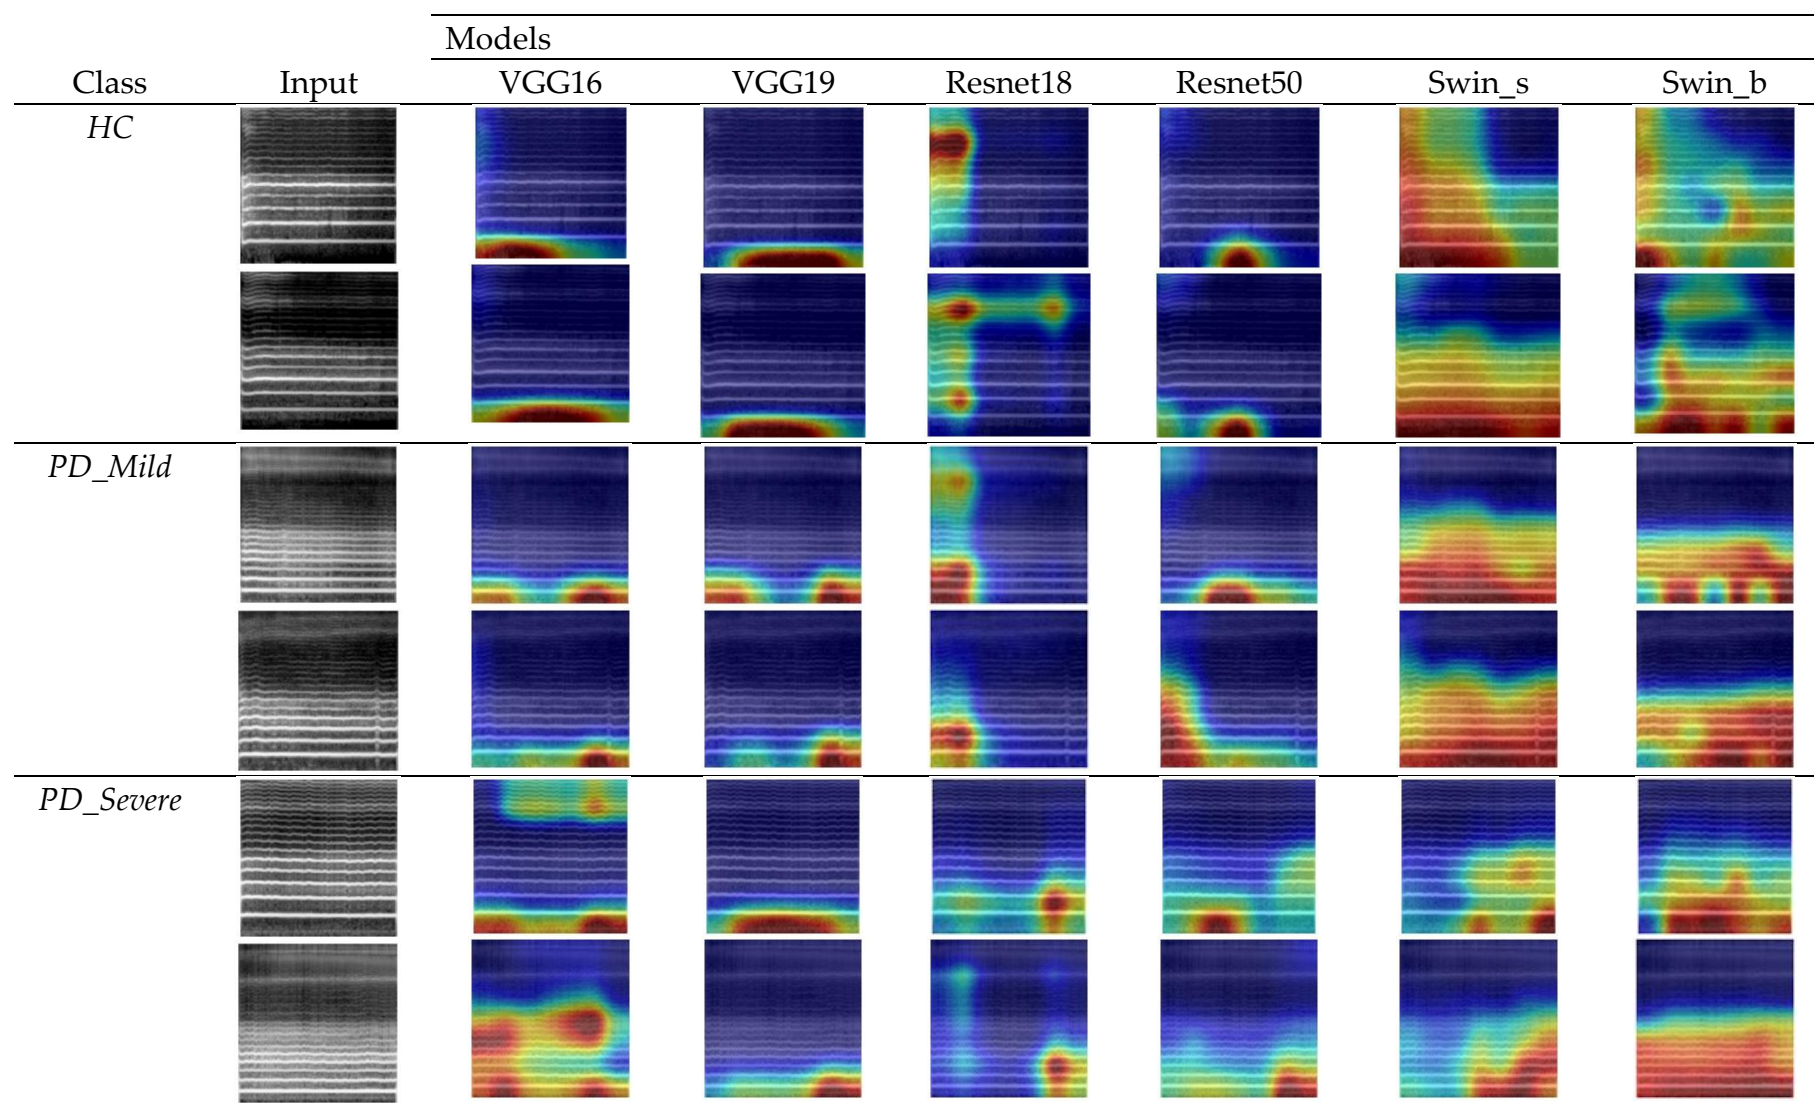 Models
Class Input VGG16 VGG19 Resnet18 Resnet50 Swin_s Swin_b
HC
PD_Mild
PD_Severe